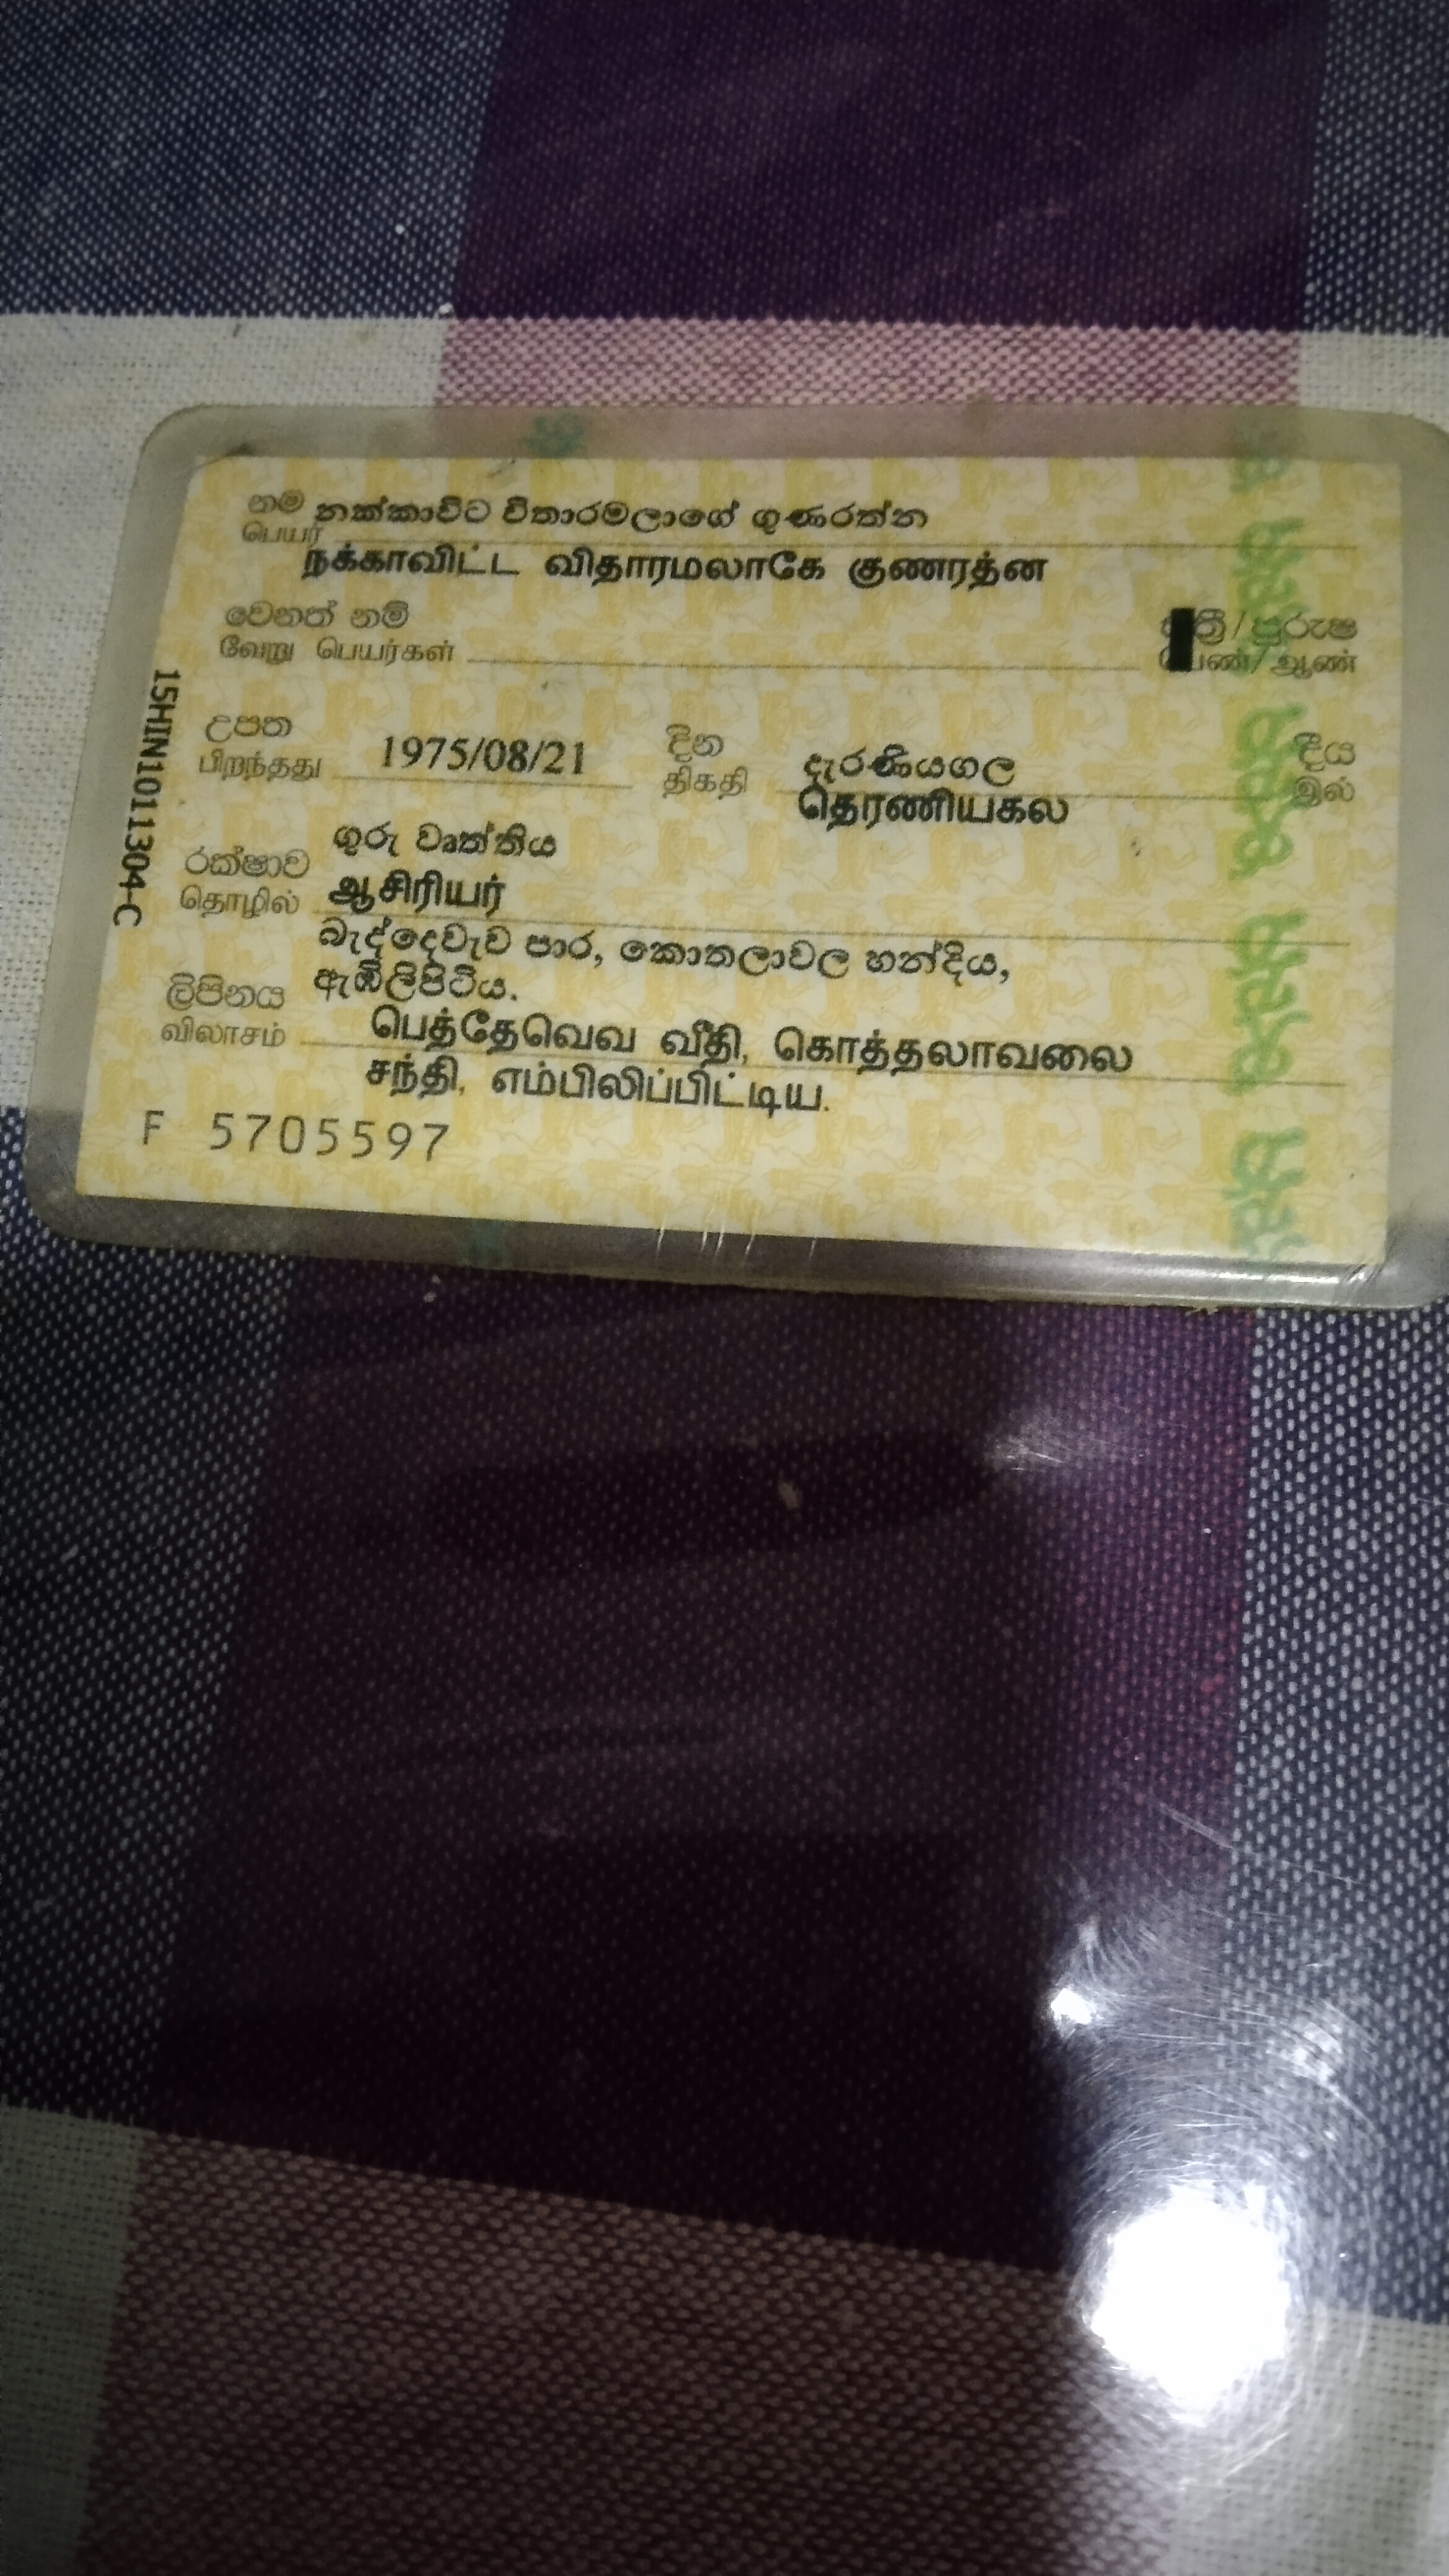 නම නක්කාවිට විතාරමලාගේ ගුණරත්න
பெயர்
நக்காவிட்ட விதாரமலாகே குணரத்ன
වෙනත් නම් ස්ත්‍රී/පුරුෂ
வேறு பெயர்கள் பெண்/ஆண்
උපත 1975/08/21 දින දැරණියගල දීය
பிறந்தது திகதி தெரணியகல இல்
රක්ෂාව ගුරු වෘත්තිය
தொழில் ஆசிரியர்
බැද්දෙවැව පාර, කොතලාවල හන්දිය,
ලිපිනය ඇඹිලිපිටිය.
விலாசம் பெத்தேவெவ வீதி, கொத்தலாவலை
சந்தி, எம்பிலிப்பிட்டிய.
F 5705597
15HIN1011304-C